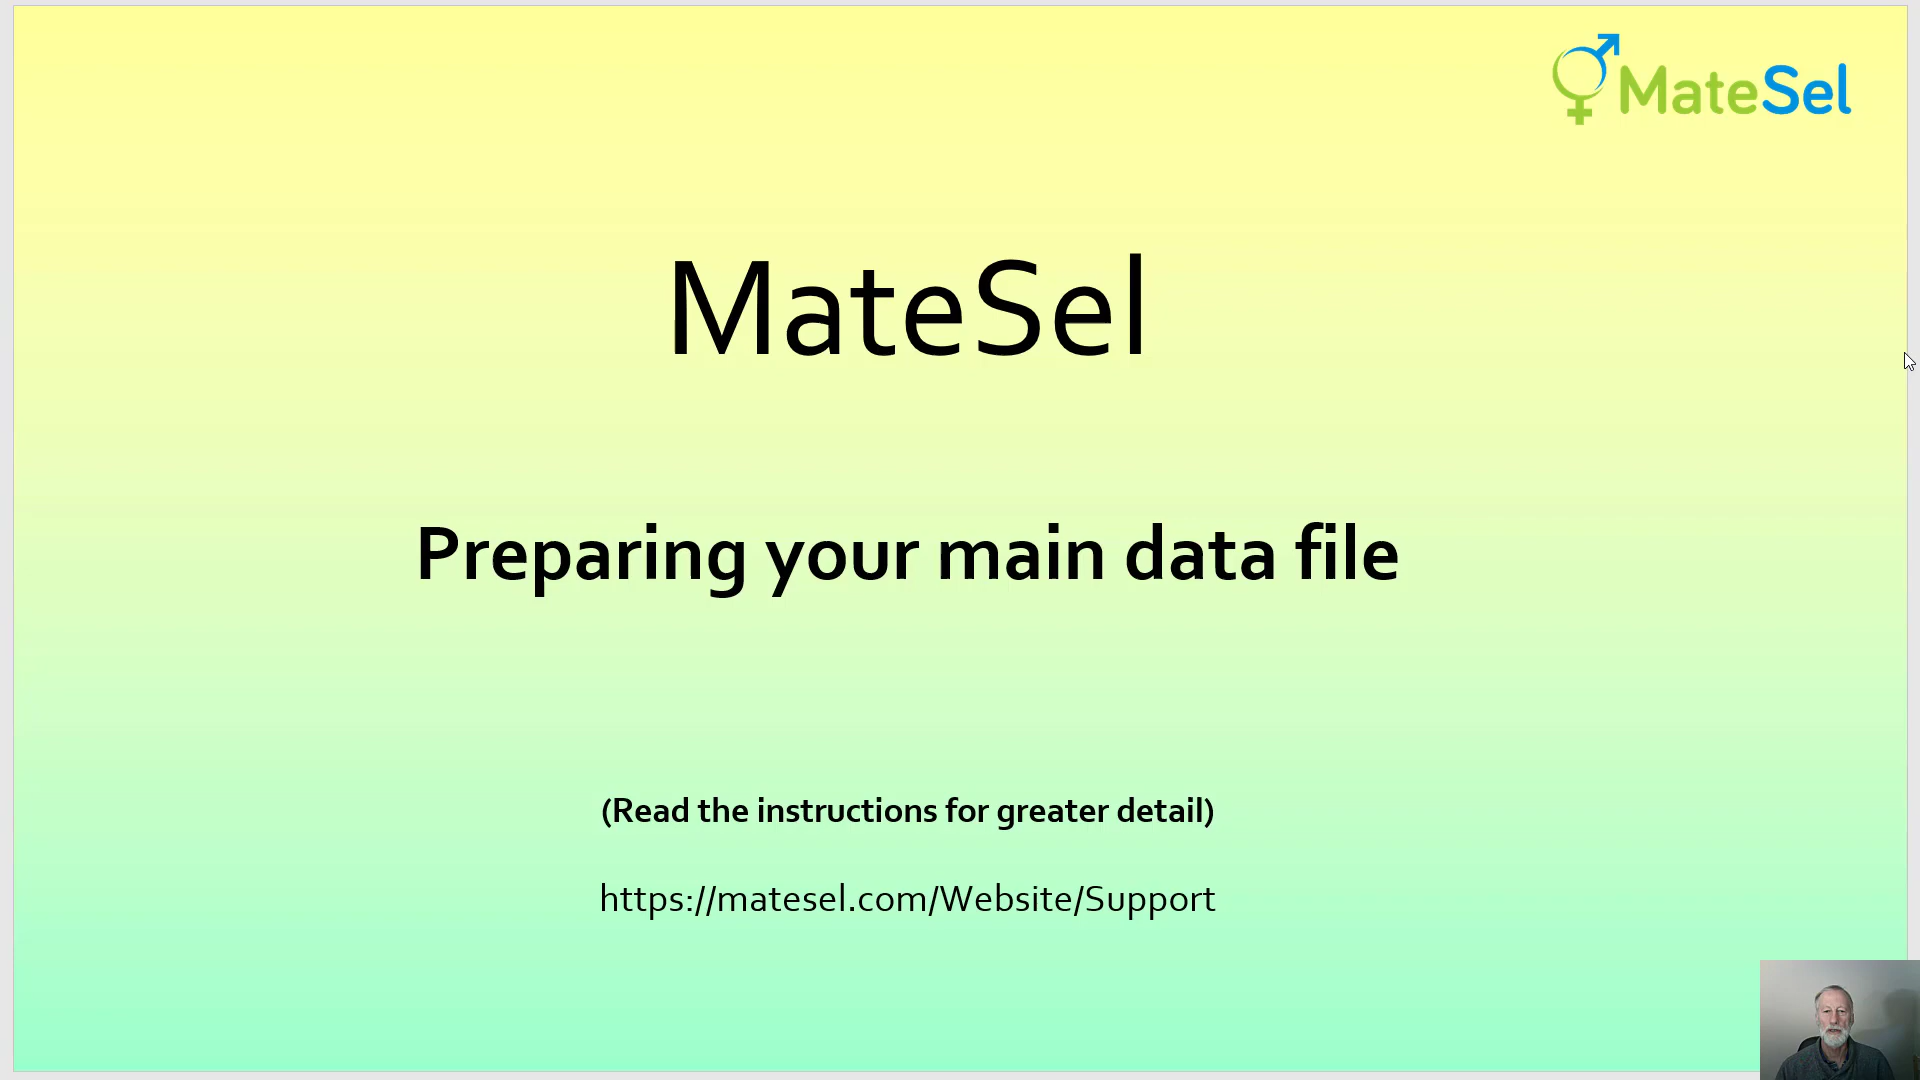 MateSel
MateSel
Preparing your main data file
(Read the instructions for greater detail)
https://matesel.com/Website/Support